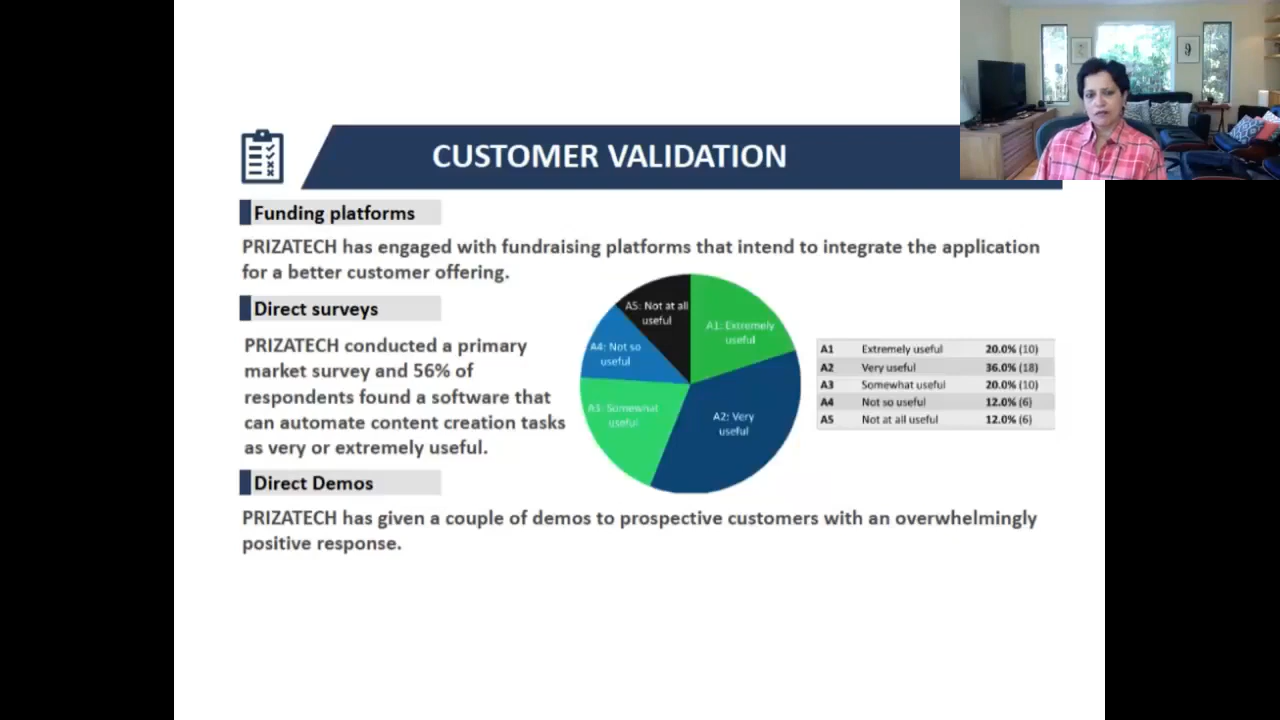 CUSTOMER VALIDATION
Funding platforms
PRIZATECH has engaged with fundraising platforms that intend to integrate the application
for a better customer offering.
Direct surveys
PRIZATECH conducted a primary
market survey and 56% of
respondents found a software that
can automate content creation tasks
as very or extremely useful.
A5: Not at all
useful
A1: Extremely
useful
A4: Not so
useful
A3: Somewhat
useful
A2: Very
useful
A1 Extremely useful 20.0% (10)
A2 Very useful 36.0% (18)
A3 Somewhat useful 20.0% (10)
A4 Not so useful 12.0% (6)
A5 Not at all useful 12.0% (6)
Direct Demos
PRIZATECH has given a couple of demos to prospective customers with an overwhelmingly
positive response.